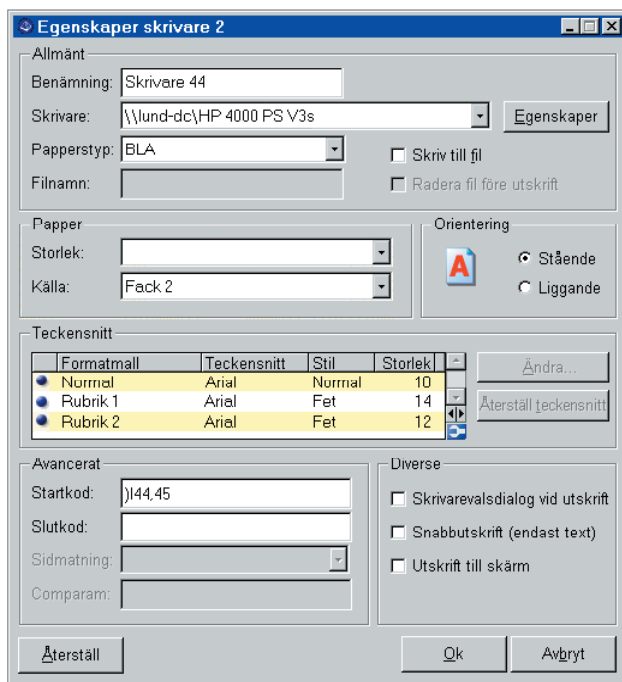 Egenskaper skrivare 2
Allmänt
Benämning: Skrivare 44
Skrivare: \\lund-dc\HP 4000 PS V3s Egenskaper
Papperstyp: BLA Skriv till fil
Filnamn: Radera fil före utskrift
Papper Orientering
Storlek: Stående
Källa: Fack 2 Liggande
Teckensnitt
Formatmall Teckensnitt Stil Storlek Ändra...
Normal Arial Normal 10
Rubrik 1 Arial Fet 14 Återställ teckensnitt
Rubrik 2 Arial Fet 12
Avancerat Diverse
Startkod: )I44,45 Skrivarevalsdialog vid utskrift
Slutkod: Snabbutskrift (endast text)
Sidmatning: Utskrift till skärm
Comparam:
Återställ Ok Avbryt